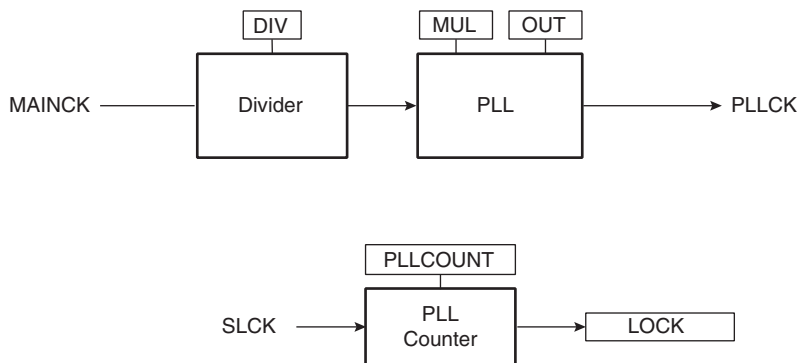 DIV
MUL
OUT
MAINCK
Divider
PLL
PLLCK
PLLCOUNT
SLCK
PLL
Counter
LOCK